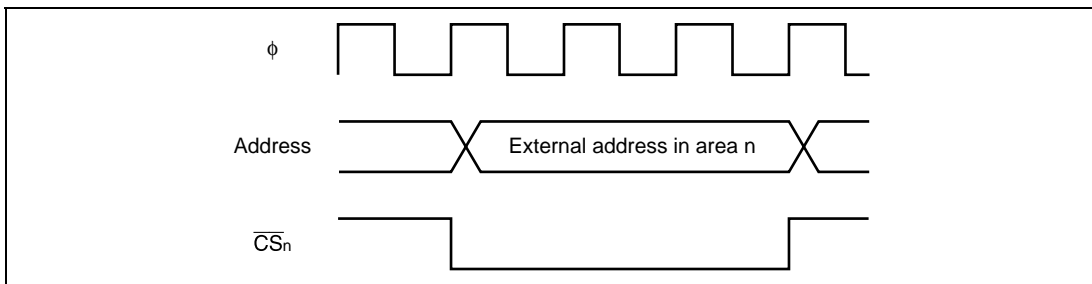 φ
Address
External address in area n
CSn